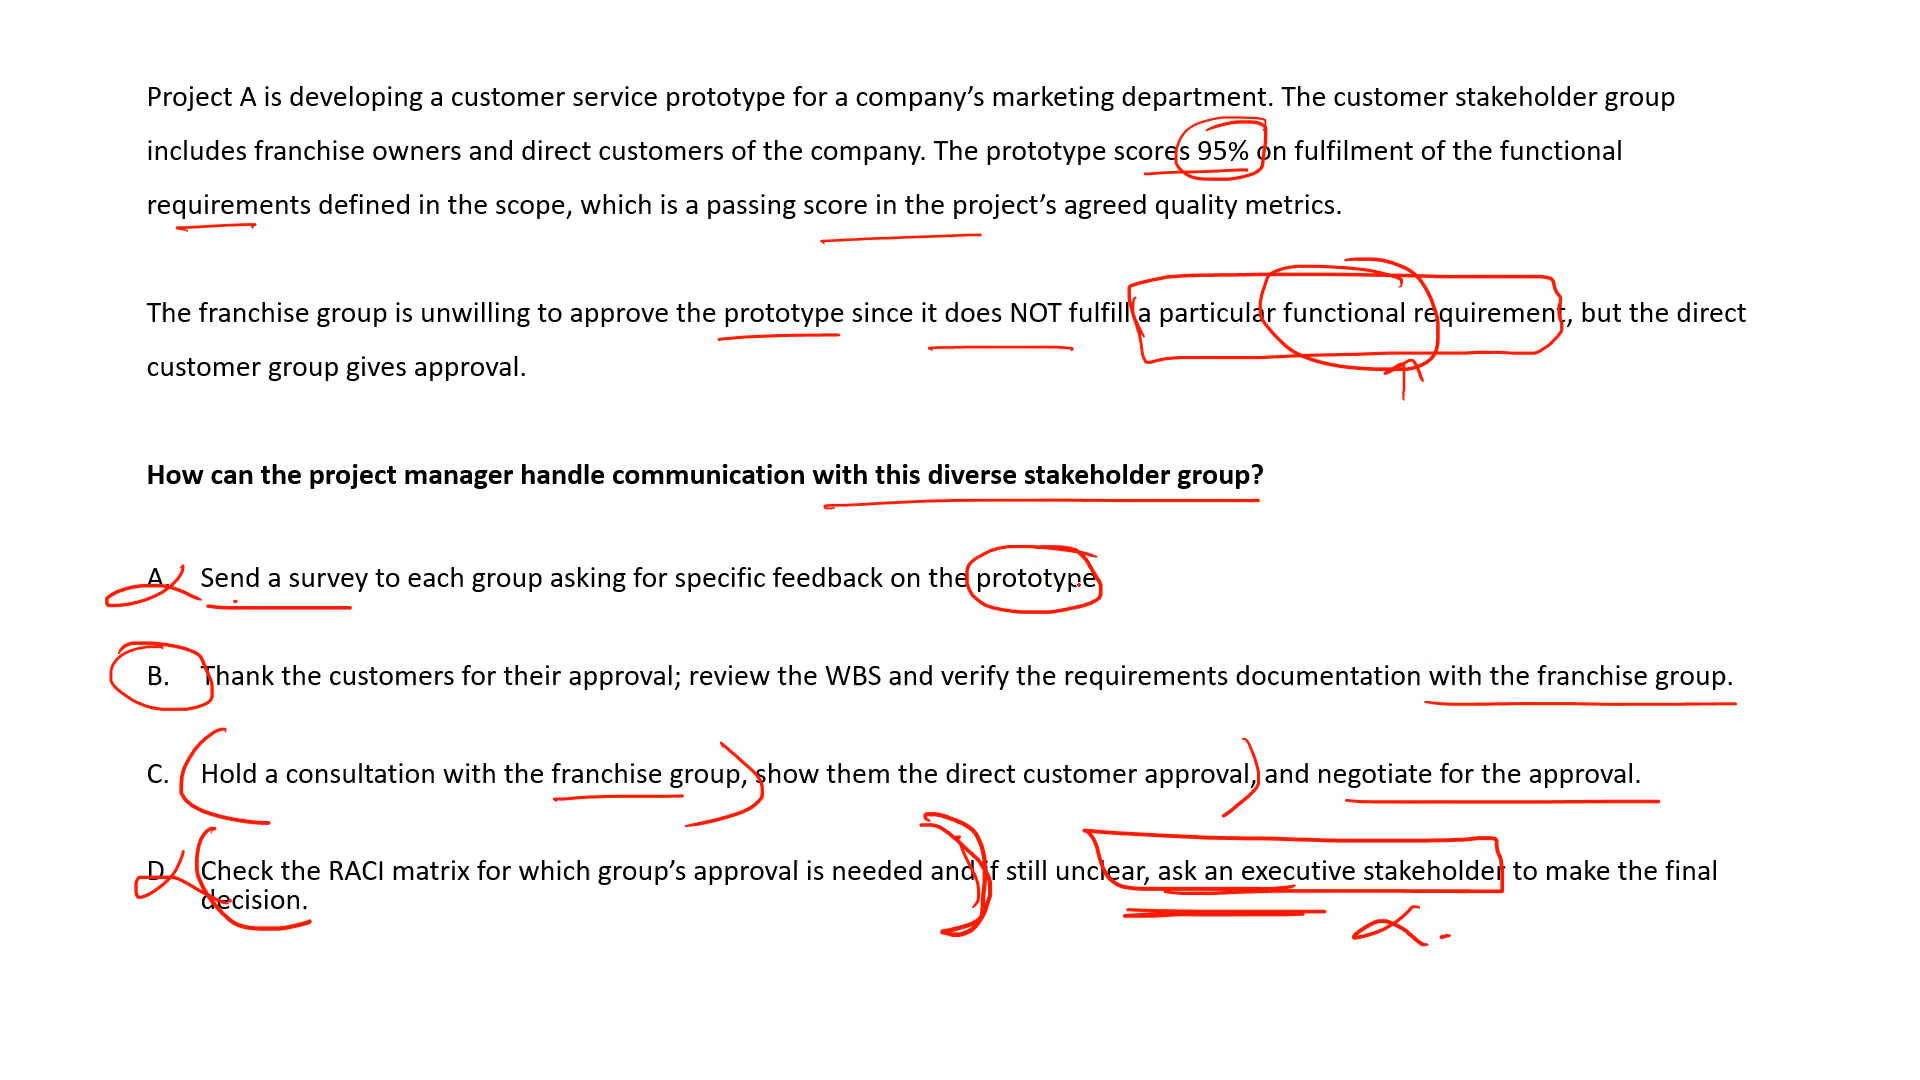 Project A is developing a customer service prototype for a company’s marketing department. The customer stakeholder group
includes franchise owners and direct customers of the company. The prototype scores 95% on fulfilment of the functional
requirements defined in the scope, which is a passing score in the project’s agreed quality metrics.
The franchise group is unwilling to approve the prototype since it does NOT fulfill a particular functional requirement, but the direct
customer group gives approval.
How can the project manager handle communication with this diverse stakeholder group?
A. Send a survey to each group asking for specific feedback on the prototype.
B. Thank the customers for their approval; review the WBS and verify the requirements documentation with the franchise group.
C. Hold a consultation with the franchise group, show them the direct customer approval, and negotiate for the approval.
D. Check the RACI matrix for which group’s approval is needed and if still unclear, ask an executive stakeholder to make the final
decision.